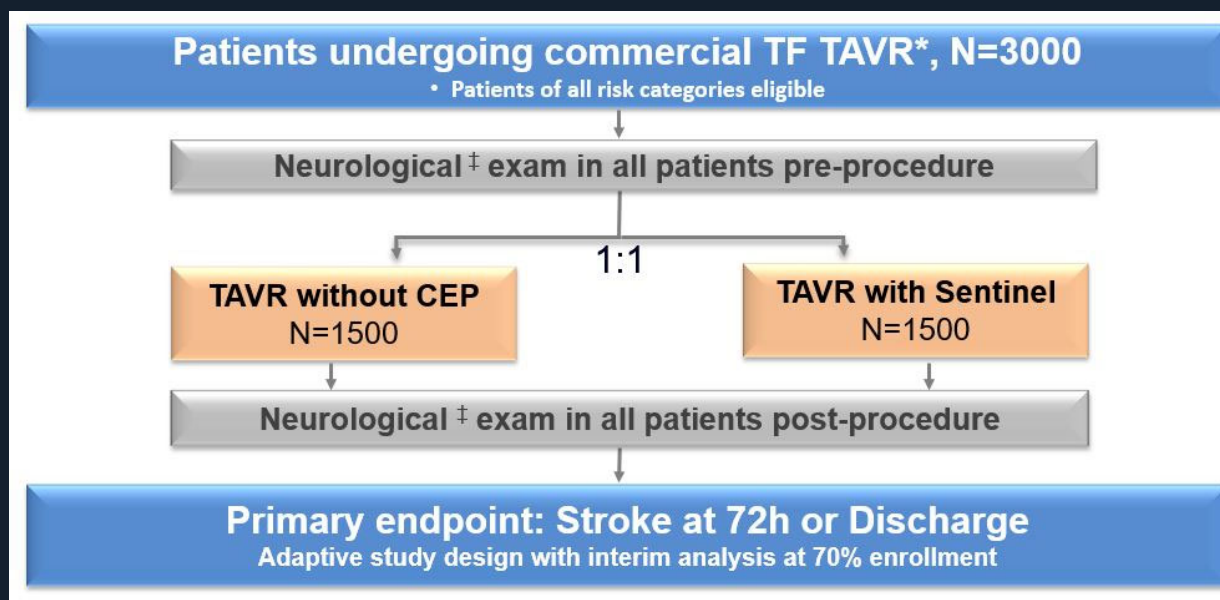 Patients undergoing commercial TF TAVR*, N=3000
• Patients of all risk categories eligible
Neurological ‡ exam in all patients pre-procedure
1:1
TAVR without CEP
N=1500
TAVR with Sentinel
N=1500
Neurological ‡ exam in all patients post-procedure
Primary endpoint: Stroke at 72h or Discharge
Adaptive study design with interim analysis at 70% enrollment